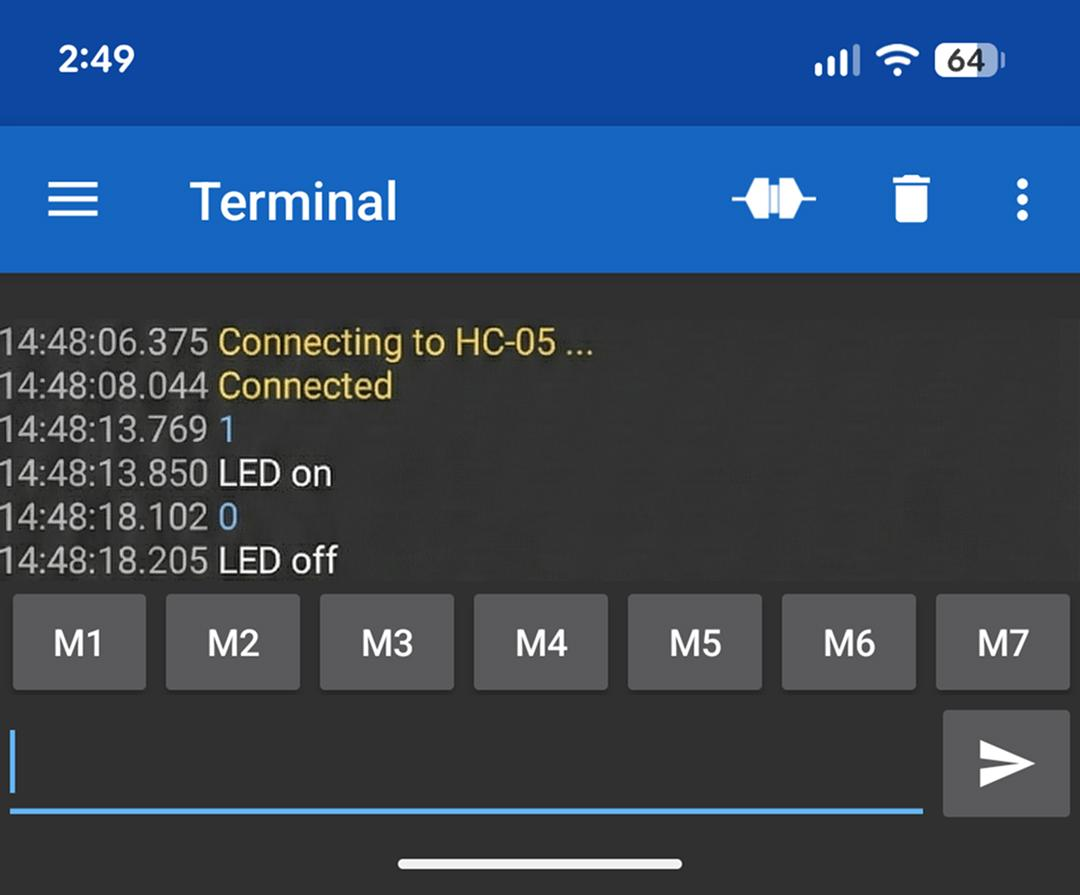 2:49 64
Terminal
14:48:06.375 Connecting to HC-05 ...
14:48:08.044 Connected
14:48:13.769 1
14:48:13.850 LED on
14:48:18.102 0
14:48:18.205 LED off
M1 M2 M3 M4 M5 M6 M7